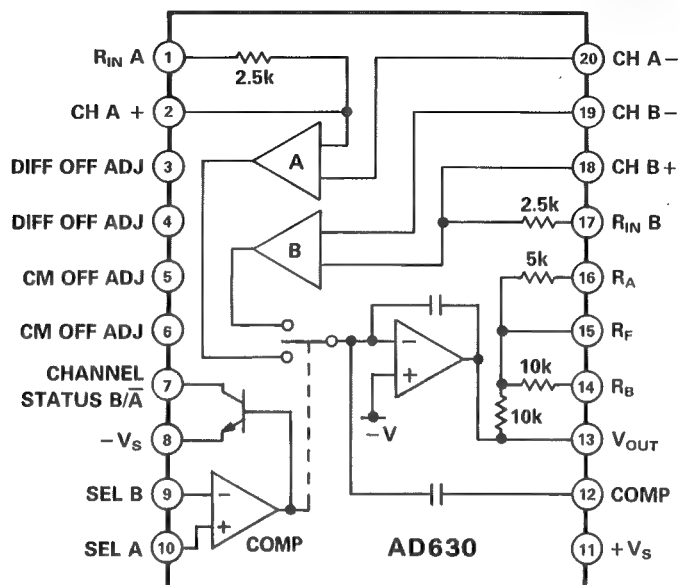 R_IN A 1
2.5k
20 CH A−
CH A + 2
19 CH B−
DIFF OFF ADJ 3
A
18 CH B+
DIFF OFF ADJ 4
2.5k
17 R_IN B
B
CM OFF ADJ 5
5k
16 R_A
CM OFF ADJ 6
15 R_F
CHANNEL
STATUS B/A̅ 7
−
+
10k
14 R_B
10k
−V
−V_S 8
13 V_OUT
SEL B 9
−
12 COMP
+
SEL A 10
COMP
AD630
11 +V_S